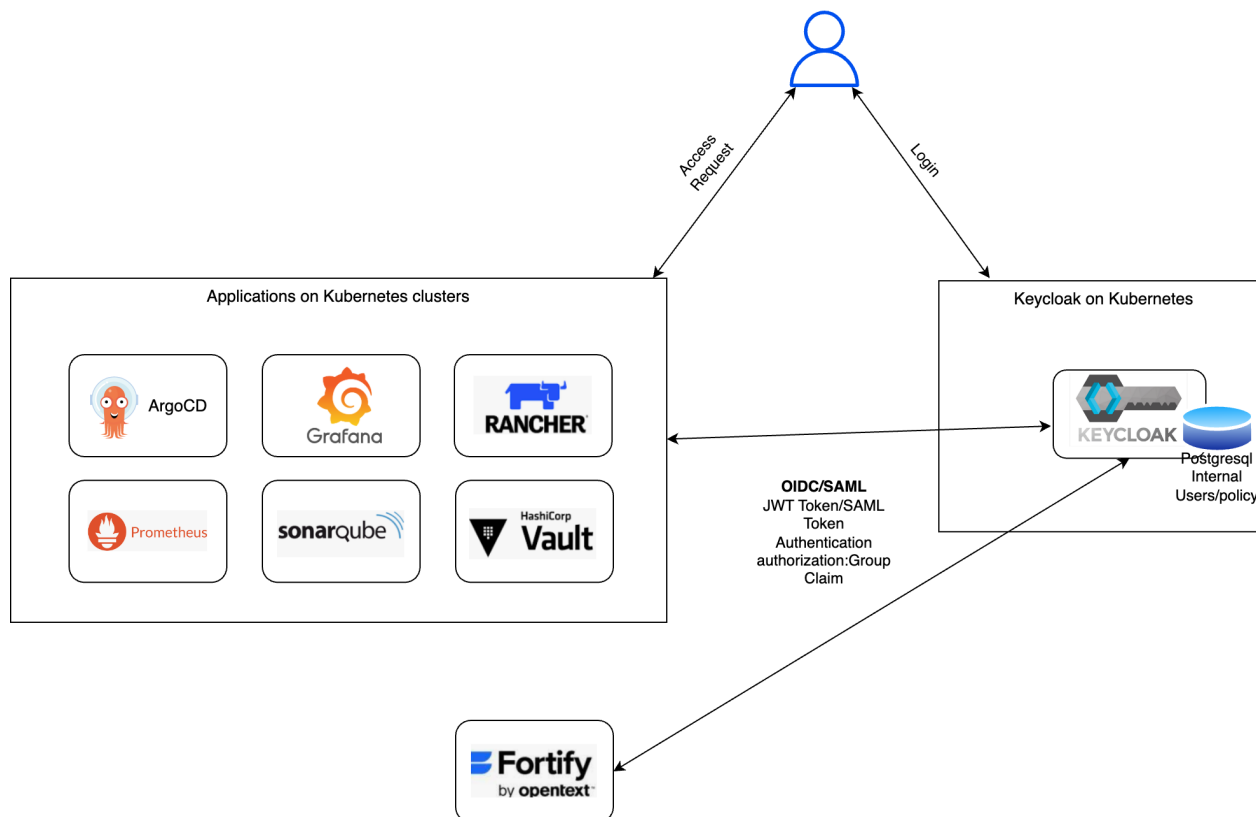 Access
Request
Login
Applications on Kubernetes clusters
Keycloak on Kubernetes
ArgoCD
Grafana
RANCHER
KEYCLOAK
Postgresql
Internal
Users/policy
Prometheus
sonarqube
HashiCorp
Vault
OIDC/SAML
JWT Token/SAML
Token
Authentication
authorization:Group
Claim
Fortify
by opentext™